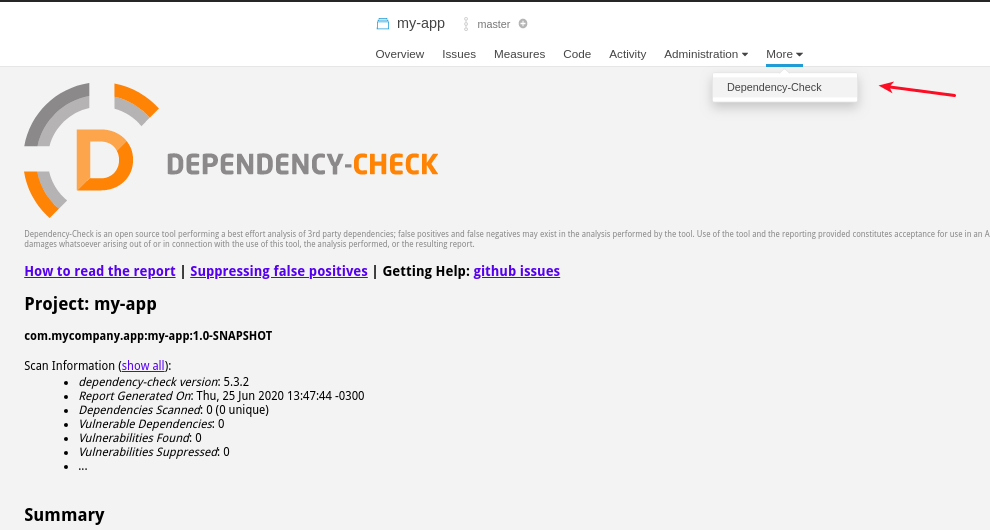 my-app master
Overview Issues Measures Code Activity Administration More
Dependency-Check
D
DEPENDENCY-CHECK
Dependency-Check is an open source tool performing a best effort analysis of 3rd party dependencies; false positives and false negatives may exist in the analysis performed by the tool. Use of the tool and the reporting provided constitutes acceptance for use in an A
damages whatsoever arising out of or in connection with the use of this tool, the analysis performed, or the resulting report.
How to read the report | Suppressing false positives | Getting Help: github issues
Project: my-app
com.mycompany.app:my-app:1.0-SNAPSHOT
Scan Information (show all):
• dependency-check version: 5.3.2
• Report Generated On: Thu, 25 Jun 2020 13:47:44 -0300
• Dependencies Scanned: 0 (0 unique)
• Vulnerable Dependencies: 0
• Vulnerabilities Found: 0
• Vulnerabilities Suppressed: 0
• ...
Summary